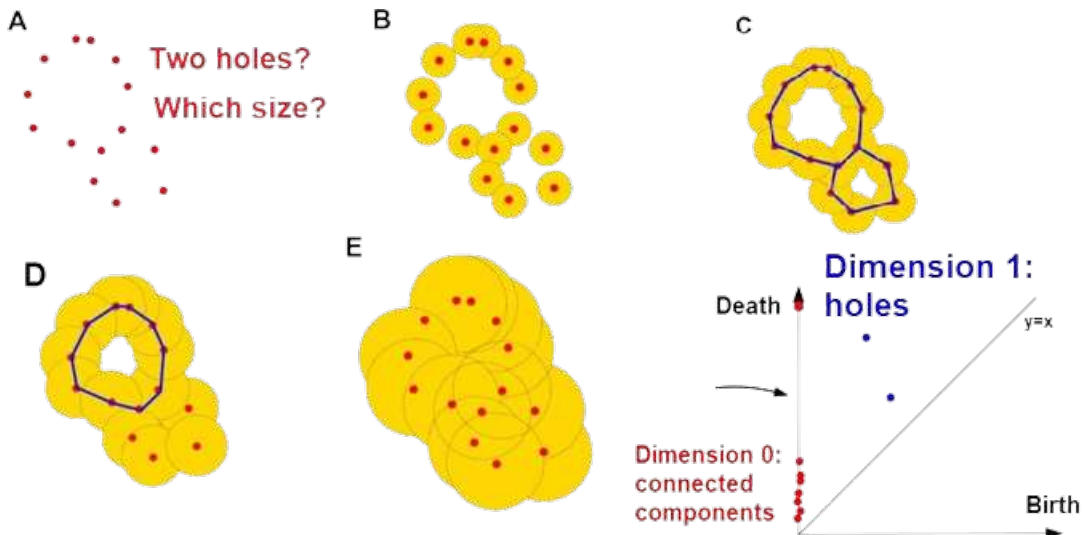 A
Two holes?
Which size?
B
C
D
E
Dimension 1:
holes
Death
y=x
Dimension 0:
connected
components
Birth